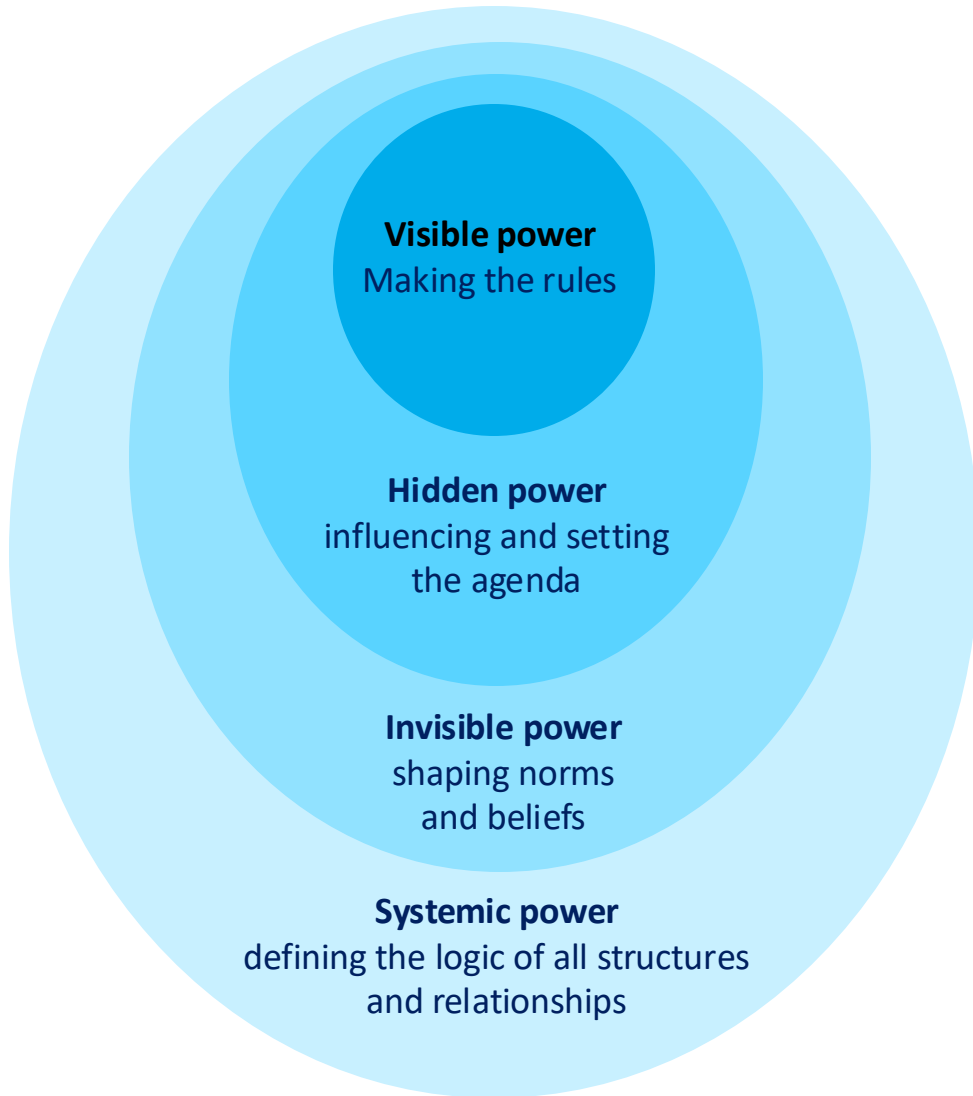 Visible power
Making the rules
Hidden power
influencing and setting
the agenda
Invisible power
shaping norms
and beliefs
Systemic power
defining the logic of all structures
and relationships